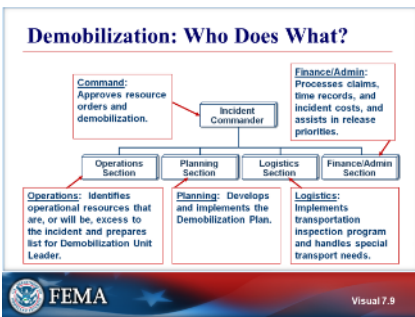 Demobilization: Who Does What?
Command:
Approves resource
orders and
demobilization.
Finance/Admin:
Processes claims,
time records, and
incident costs, and
assists in release
priorities.
Incident
Commander
Operations
Section
Planning
Section
Logistics
Section
Finance/Admin
Section
Operations: Identifies
operational resources that
are, or will be, excess to
the incident and prepares
list for Demobilization Unit
Leader.
Planning: Develops
and implements the
Demobilization Plan.
Logistics:
Implements
transportation
inspection program
and handles special
transport needs.
FEMA
Visual 7.9